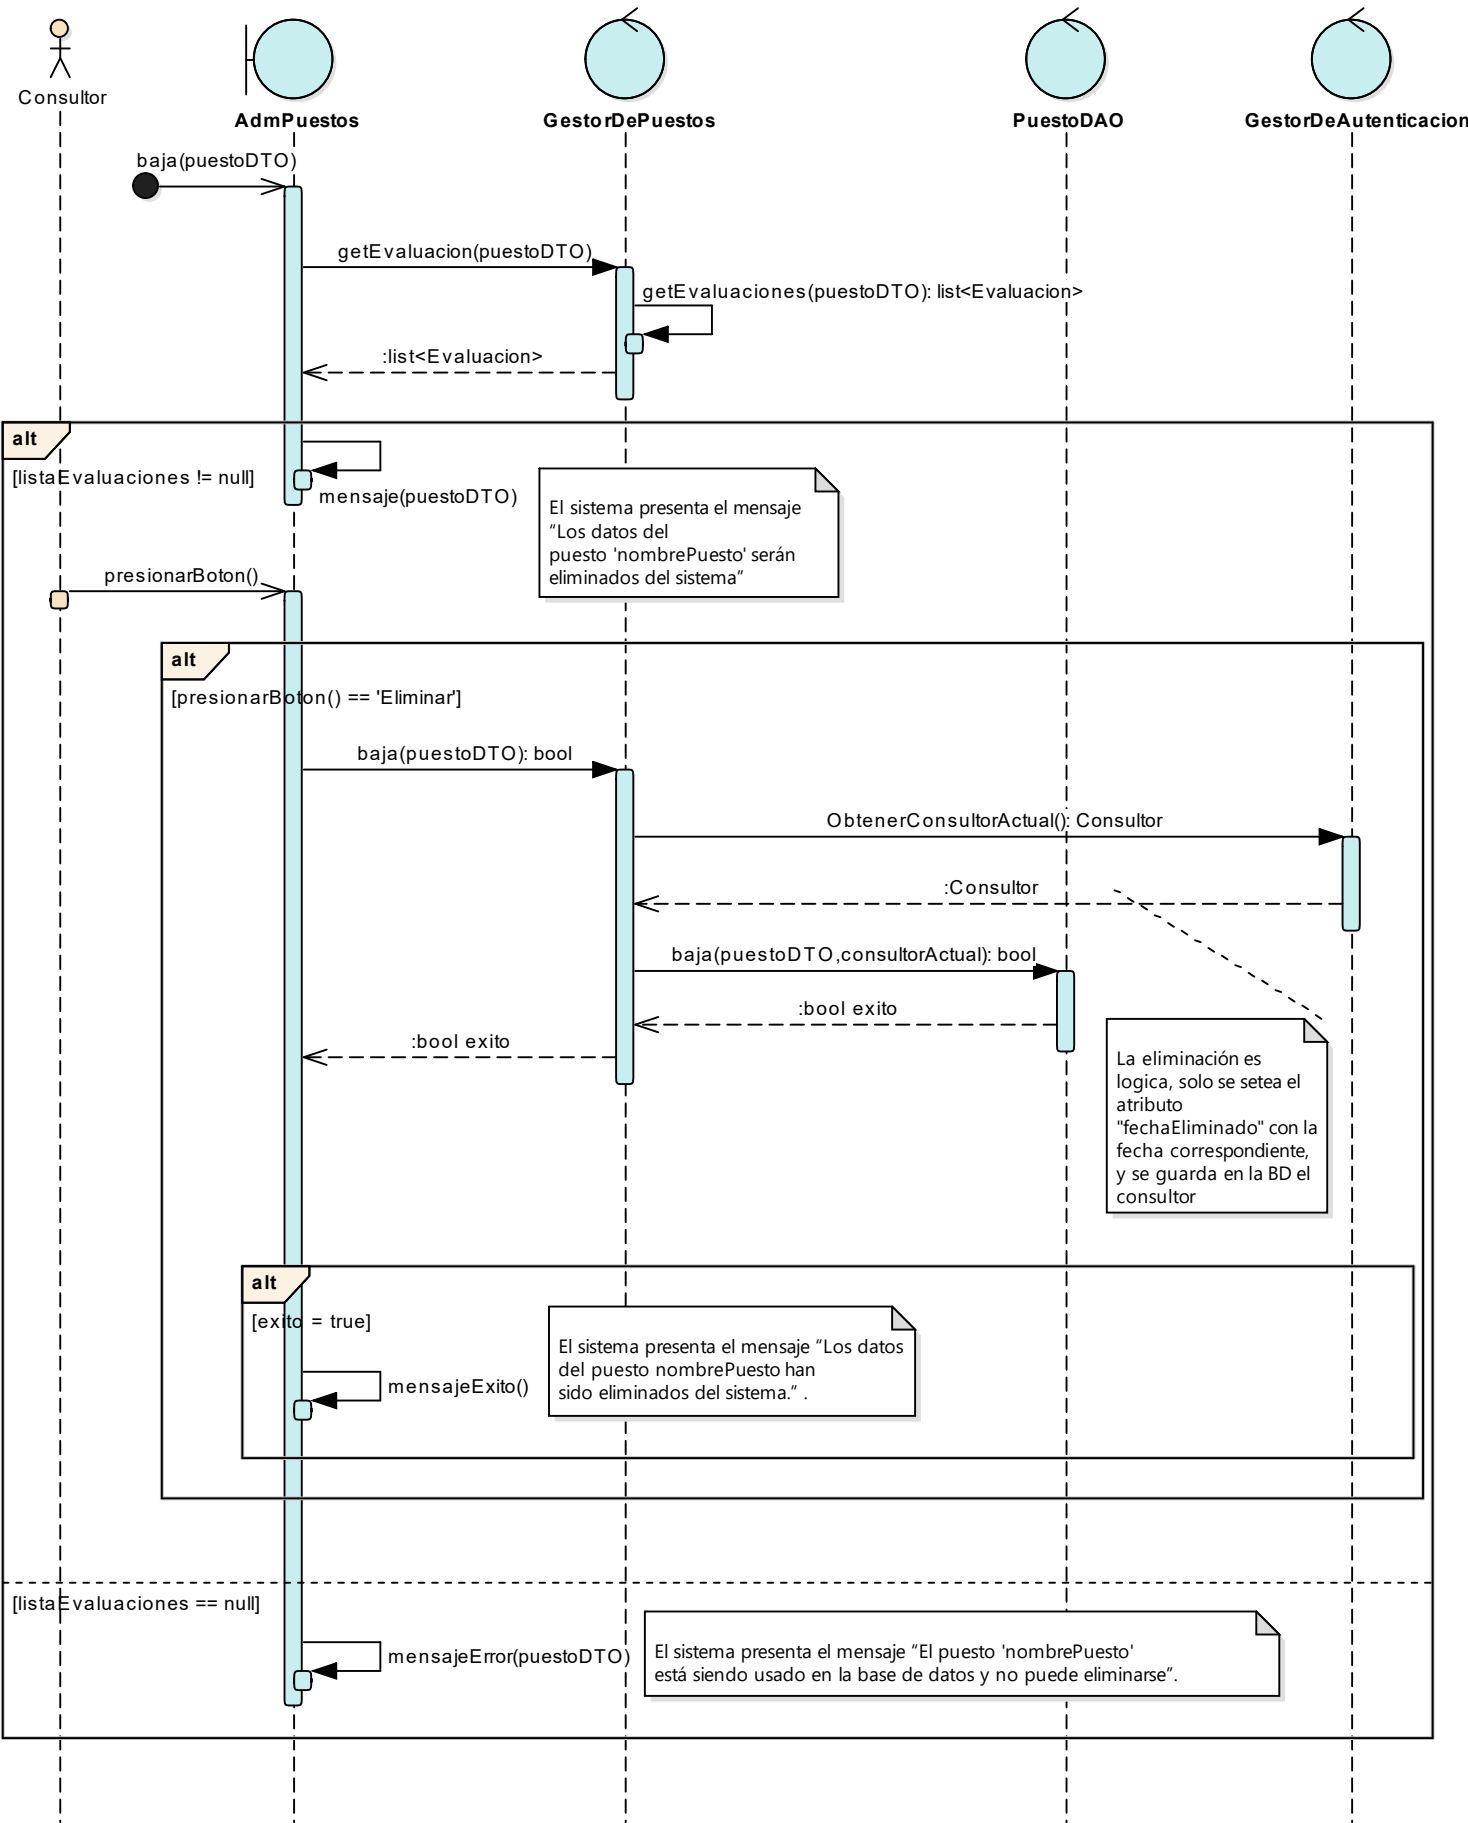 Consultor
AdmPuestos
GestorDePuestos
PuestoDAO
GestorDeAutenticacion
baja(puestoDTO)
getEvaluacion(puestoDTO)
getEvaluaciones(puestoDTO): list<Evaluacion>
:list<Evaluacion>
alt
[listaEvaluaciones != null]
mensaje(puestoDTO)
El sistema presenta el mensaje
“Los datos del
puesto 'nombrePuesto' serán
eliminados del sistema”
presionarBoton()
alt
[presionarBoton() == 'Eliminar']
baja(puestoDTO): bool
ObtenerConsultorActual(): Consultor
:Consultor
baja(puestoDTO,consultorActual): bool
:bool exito
:bool exito
La eliminación es
logica, solo se setea el
atributo
"fechaEliminado" con la
fecha correspondiente,
y se guarda en la BD el
consultor
alt
[exito = true]
El sistema presenta el mensaje “Los datos
del puesto nombrePuesto han
sido eliminados del sistema.” .
mensajeExito()
[listaEvaluaciones == null]
mensajeError(puestoDTO)
El sistema presenta el mensaje “El puesto 'nombrePuesto'
está siendo usado en la base de datos y no puede eliminarse”.